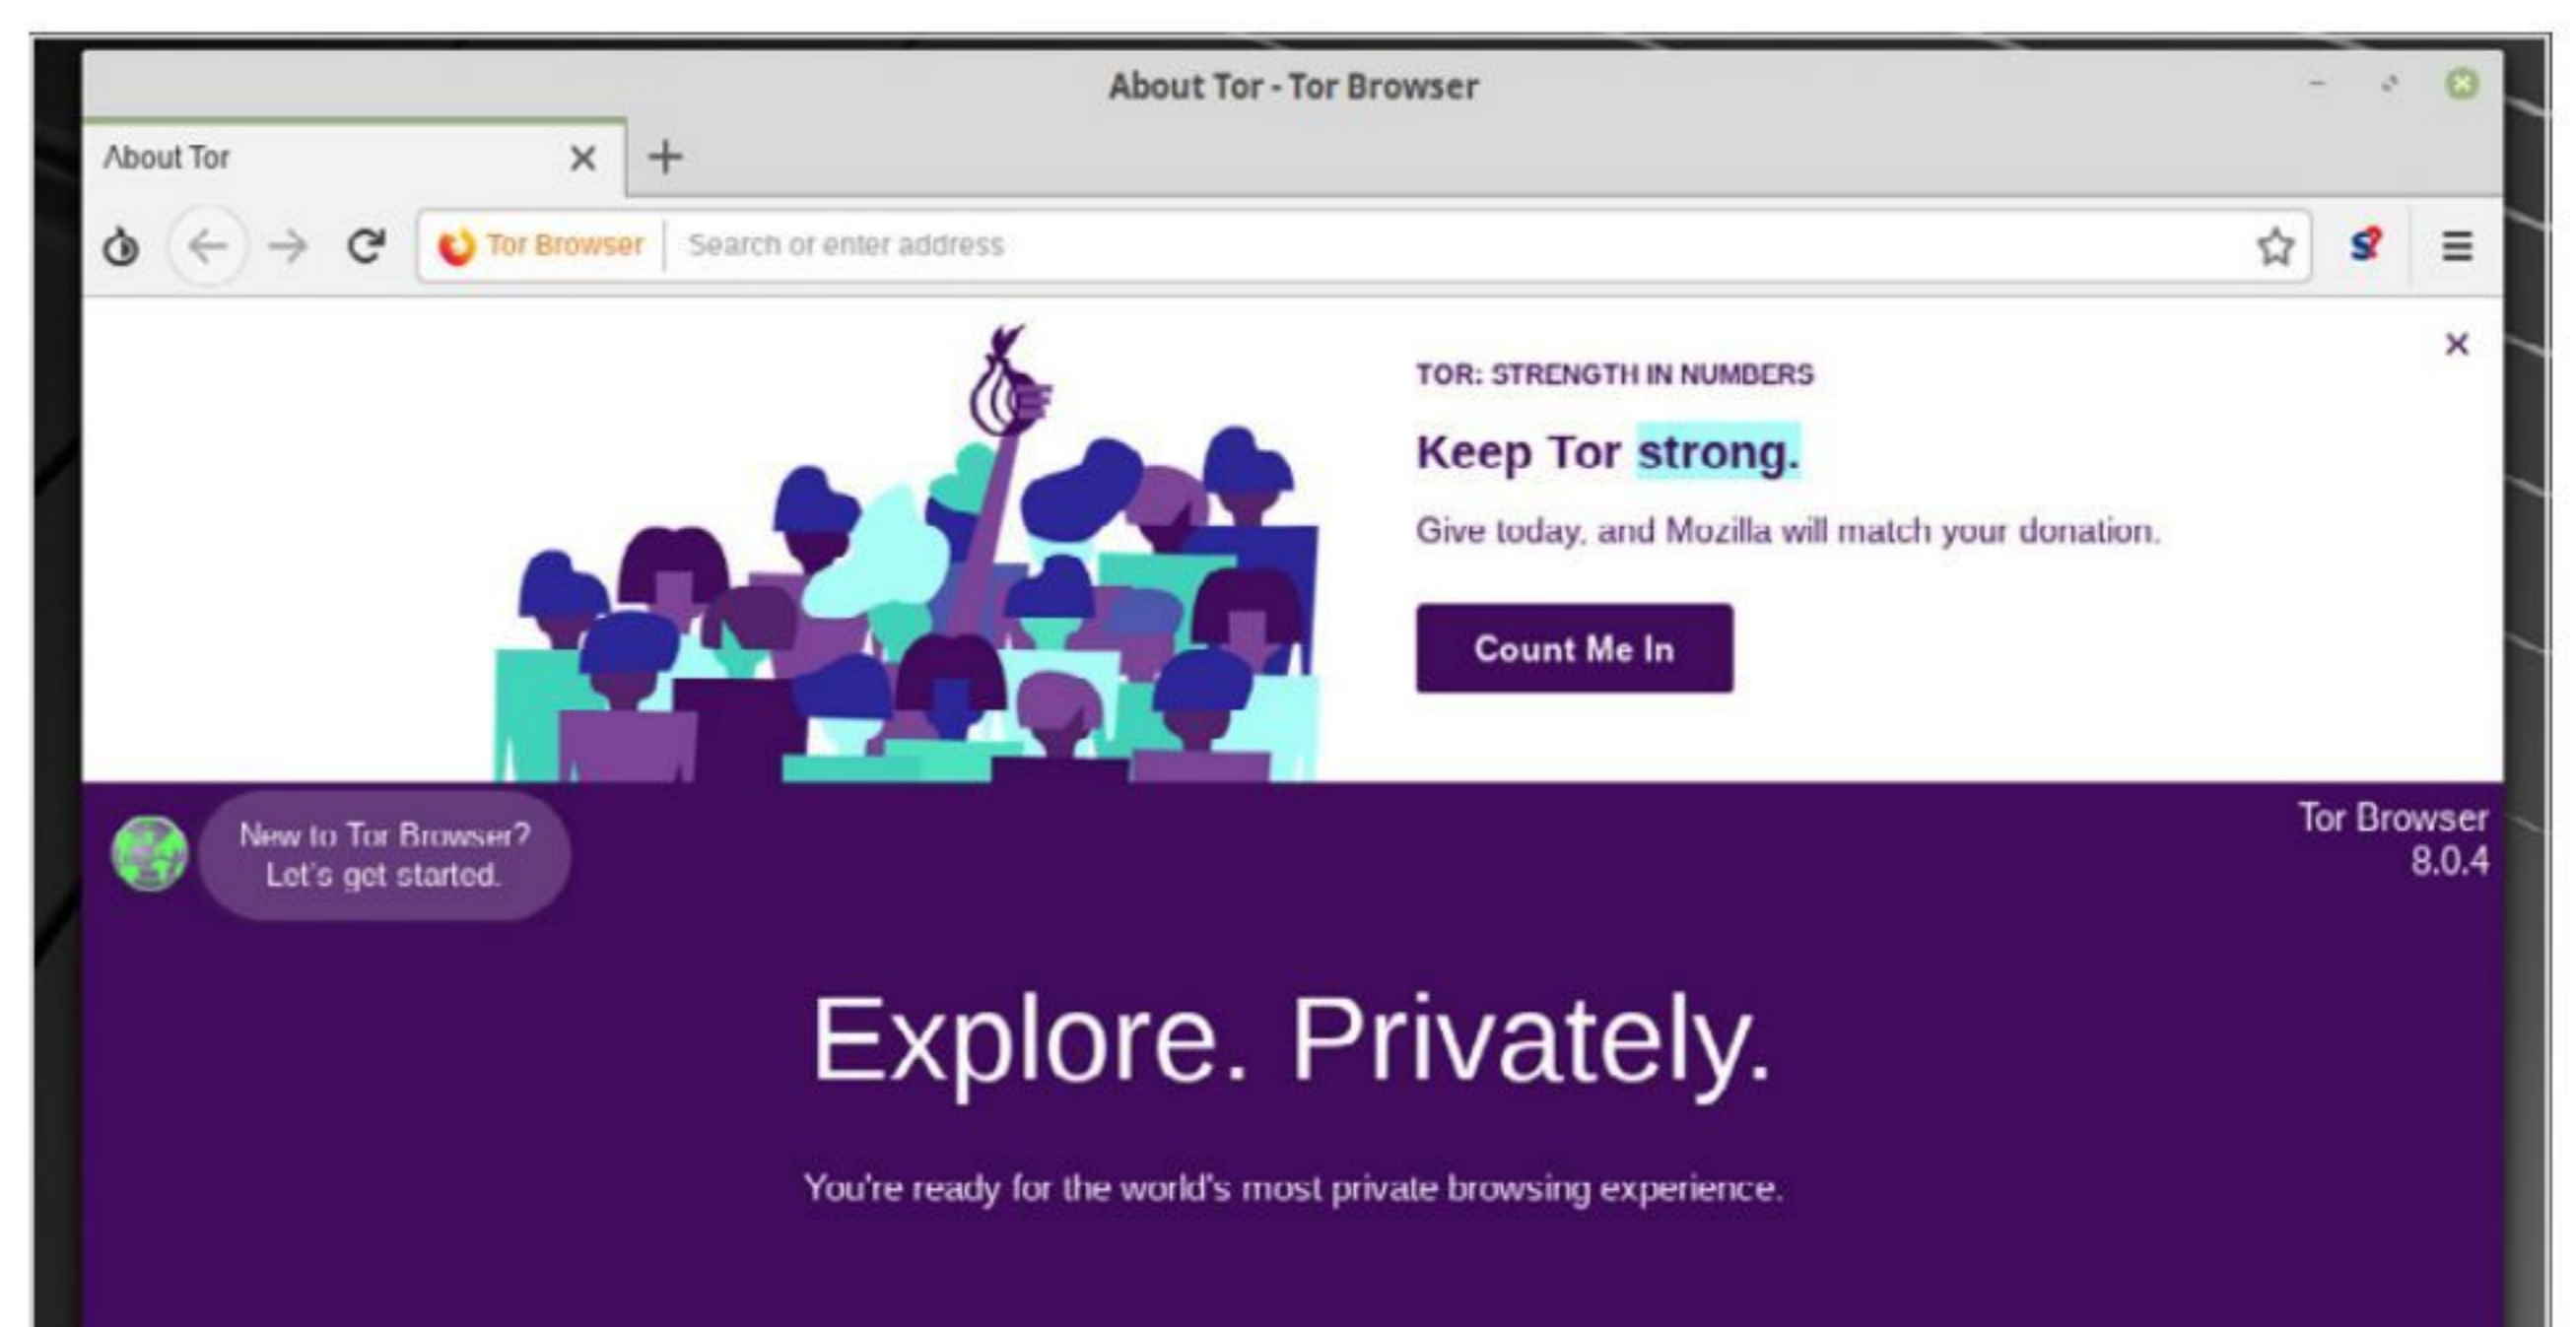 About Tor - Tor Browser
About Tor
Tor Browser Search or enter address
TOR: STRENGTH IN NUMBERS
Keep Tor strong.
Give today, and Mozilla will match your donation.
Count Me In
New to Tor Browser?
Let's get started.
Tor Browser
8.0.4
Explore. Privately.
You're ready for the world's most private browsing experience.